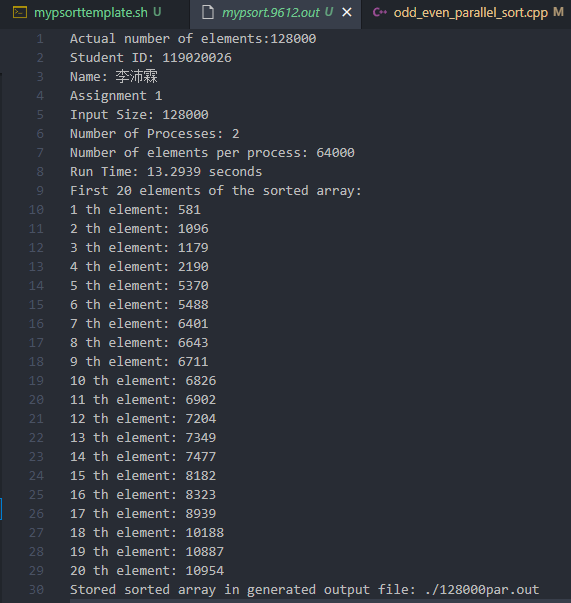 mypsorttemplate.sh U mypsort.9612.out U odd_even_parallel_sort.cpp M
1 Actual number of elements:128000
2 Student ID: 119020026
3 Name: 李沛霖
4 Assignment 1
5 Input Size: 128000
6 Number of Processes: 2
7 Number of elements per process: 64000
8 Run Time: 13.2939 seconds
9 First 20 elements of the sorted array:
10 1 th element: 581
11 2 th element: 1096
12 3 th element: 1179
13 4 th element: 2190
14 5 th element: 5370
15 6 th element: 5488
16 7 th element: 6401
17 8 th element: 6643
18 9 th element: 6711
19 10 th element: 6826
20 11 th element: 6902
21 12 th element: 7204
22 13 th element: 7349
23 14 th element: 7477
24 15 th element: 8182
25 16 th element: 8323
26 17 th element: 8939
27 18 th element: 10188
28 19 th element: 10887
29 20 th element: 10954
30 Stored sorted array in generated output file: ./128000par.out